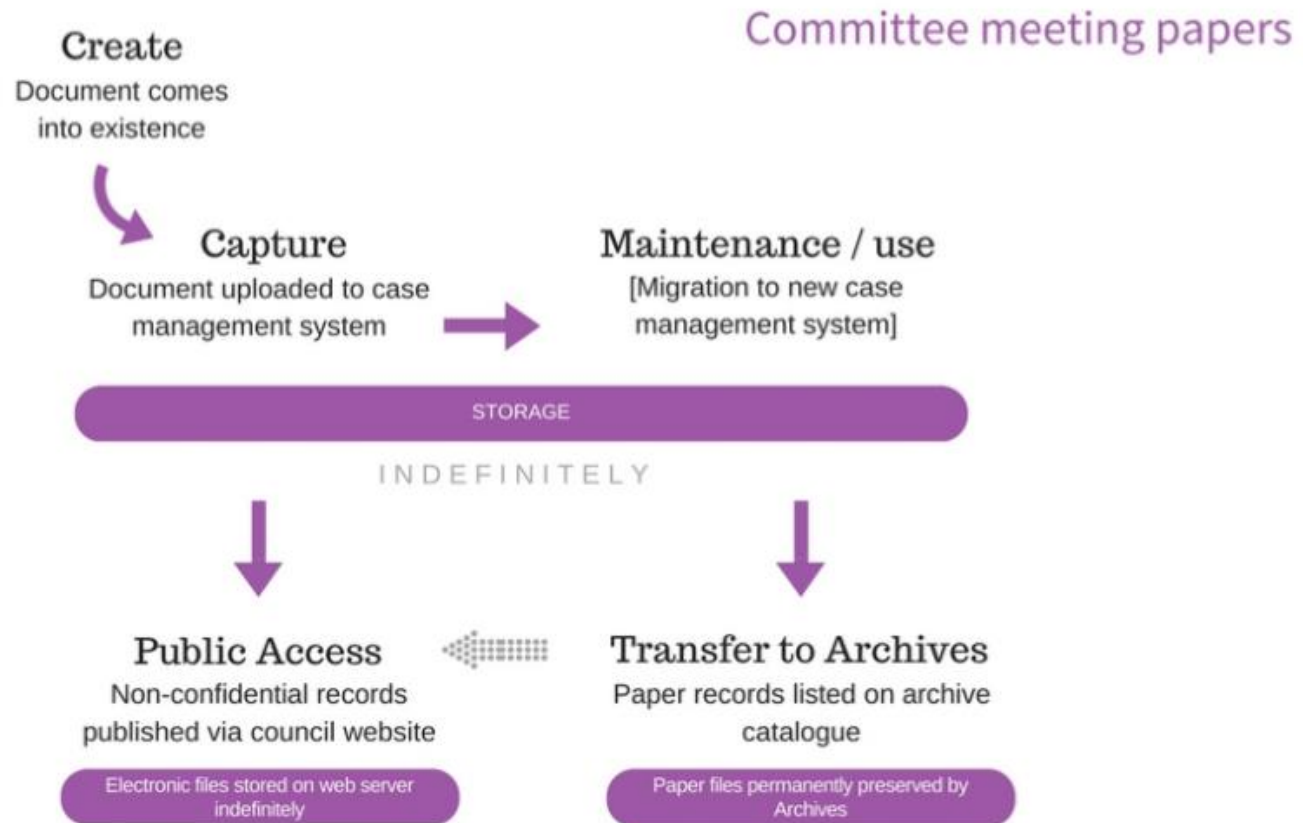 Committee meeting papers
Create
Document comes
into existence
Capture
Document uploaded to case
management system
Maintenance / use
[Migration to new case
management system]
STORAGE
INDEFINITELY
Public Access
Non-confidential records
published via council website
Electronic files stored on web server
indefinitely
Transfer to Archives
Paper records listed on archive
catalogue
Paper files permanently preserved by
Archives